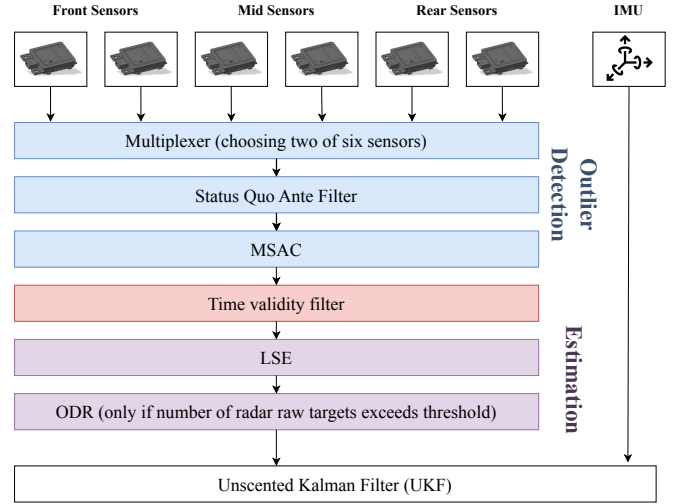 Front Sensors
Mid Sensors
Rear Sensors
IMU
Multiplexer (choosing two of six sensors)
Status Quo Ante Filter
MSAC
Outlier
Detection
Time validity filter
LSE
ODR (only if number of radar raw targets exceeds threshold)
Estimation
Unscented Kalman Filter (UKF)